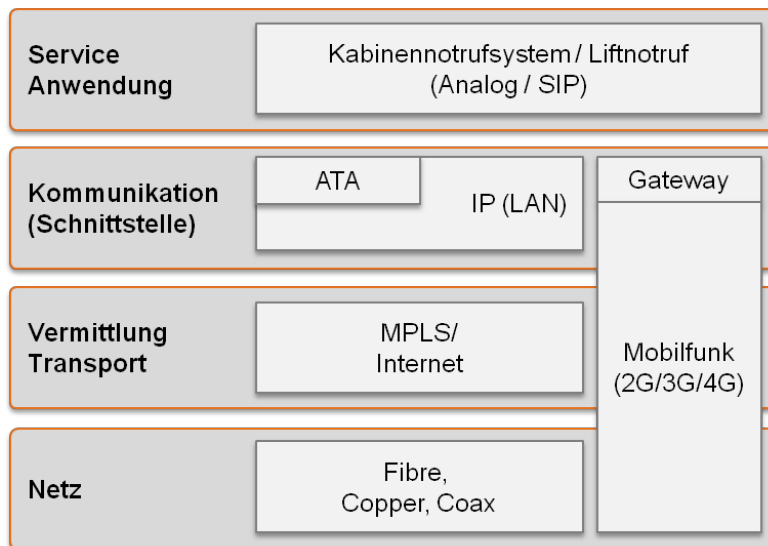 Service
Anwendung
Kabinennotrufsystem / Liftnotruf
(Analog / SIP)
Kommunikation
(Schnittstelle)
ATA
IP (LAN)
Gateway
Vermittlung
Transport
MPLS/
Internet
Mobilfunk
(2G/3G/4G)
Netz
Fibre,
Copper, Coax